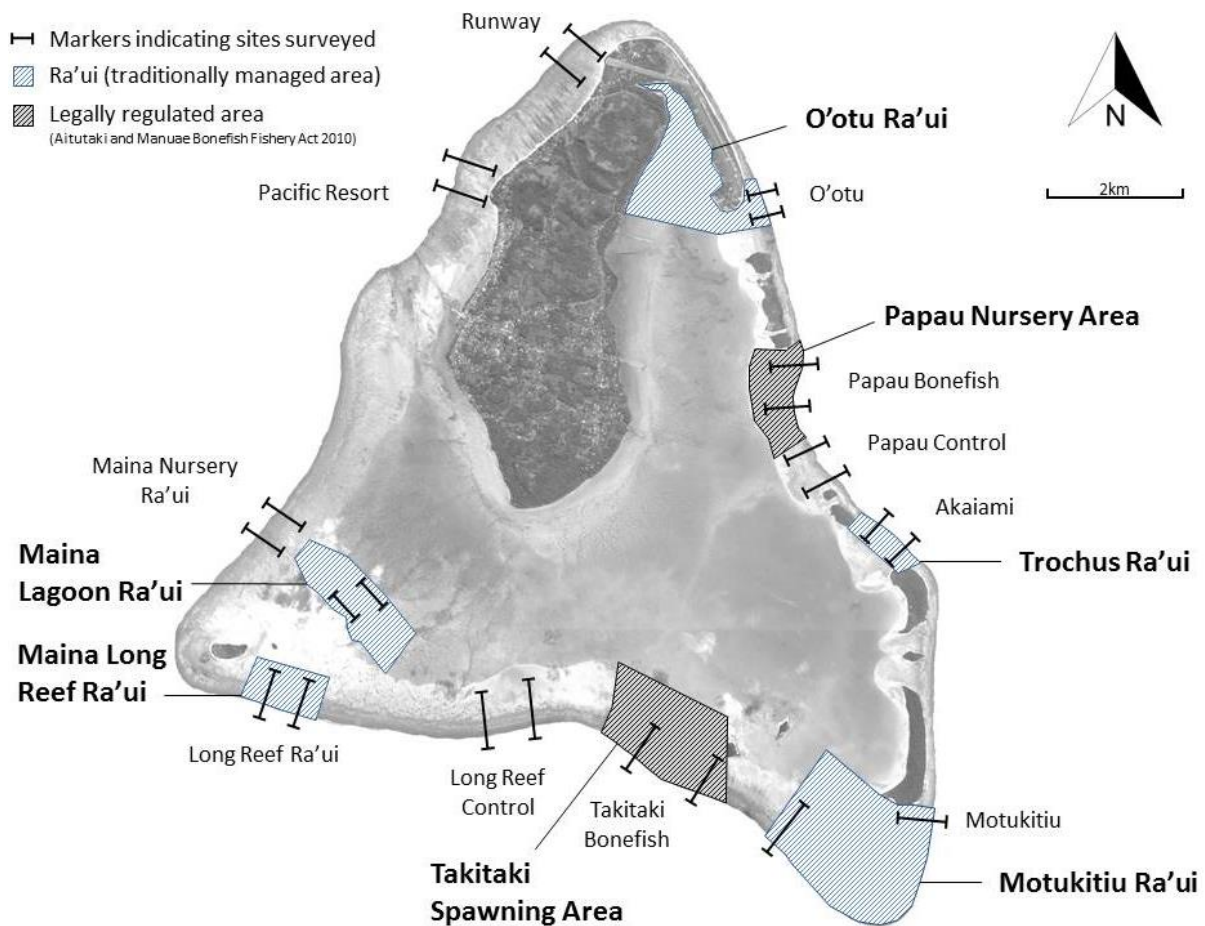 Runway
Markers indicating sites surveyed
Ra'ui (traditionally managed area)
Legally regulated area
(Aitutaki and Manuae Bonefish Fishery Act 2010)
N
2km
O'otu Ra'ui
Pacific Resort
O'otu
Papau Nursery Area
Papau Bonefish
Papau Control
Maina Nursery
Ra'ui
Akaiami
Maina
Lagoon Ra'ui
Trochus Ra'ui
Maina Long
Reef Ra'ui
Long Reef Ra'ui
Long Reef
Control
Takitaki
Bonefish
Motukitiu
Takitaki
Spawning Area
Motukitiu Ra'ui